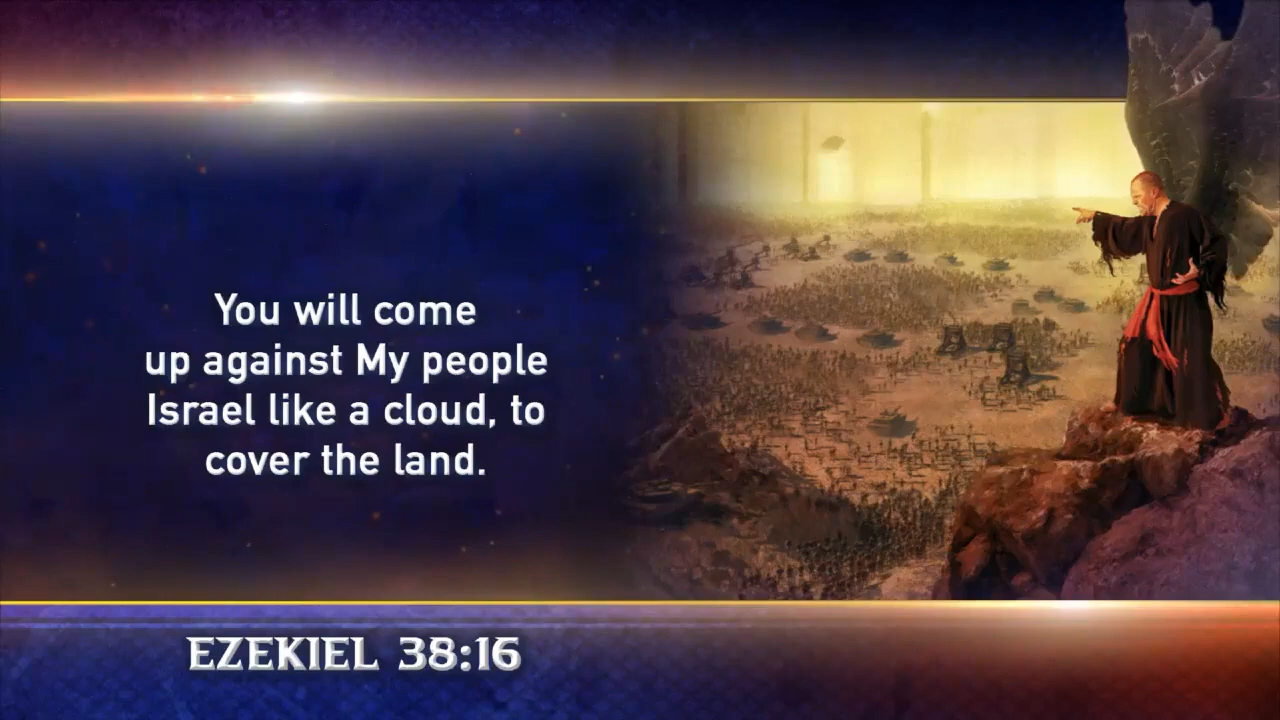 You will come
up against My people
Israel like a cloud, to
cover the land.
EZEKIEL 38:16